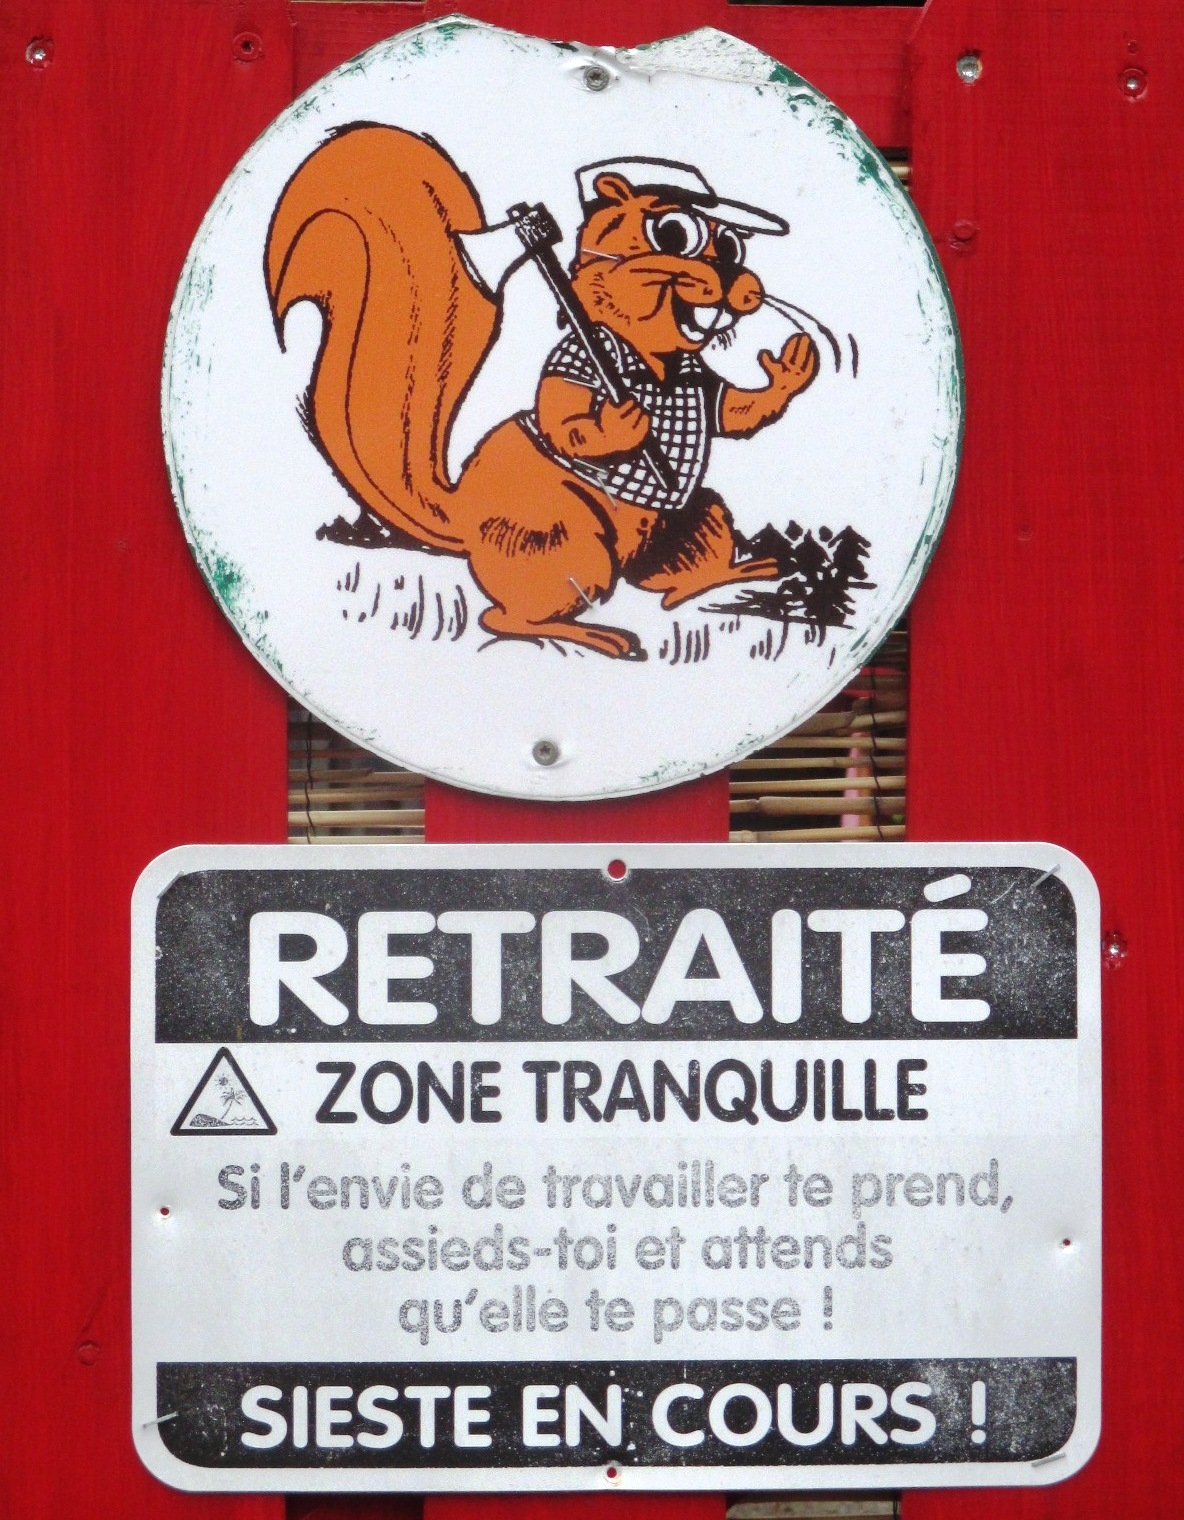 RETRAITÉ
ZONE TRANQUILLE
Si l'envie de travailler te prend,
assieds-toi et attends
qu'elle te passe !
SIESTE EN COURS !